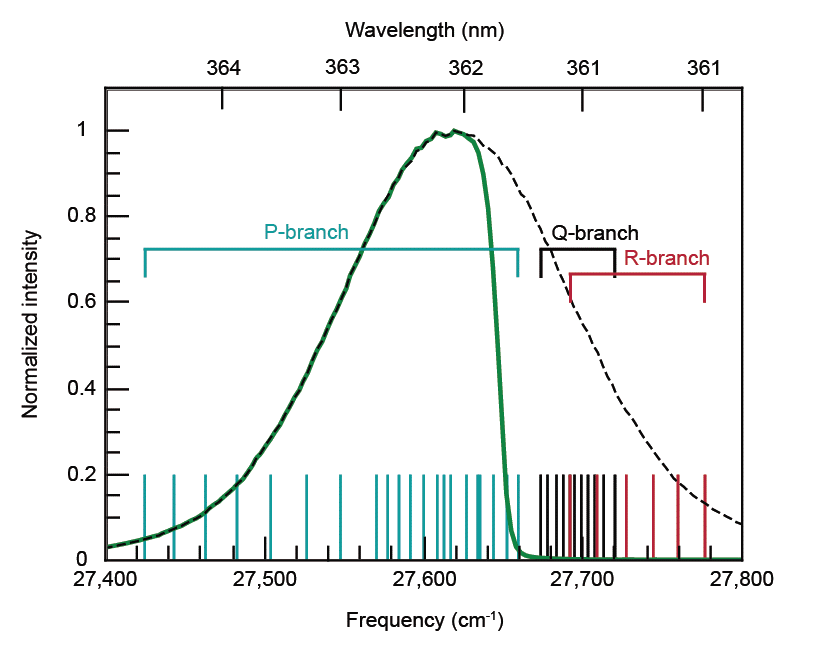 Wavelength (nm)
364 363 362 361 361
1
0.8
0.6
0.4
0.2
0
Normalized intensity
P-branch
Q-branch
R-branch
27,400 27,500 27,600 27,700 27,800
Frequency (cm⁻¹)